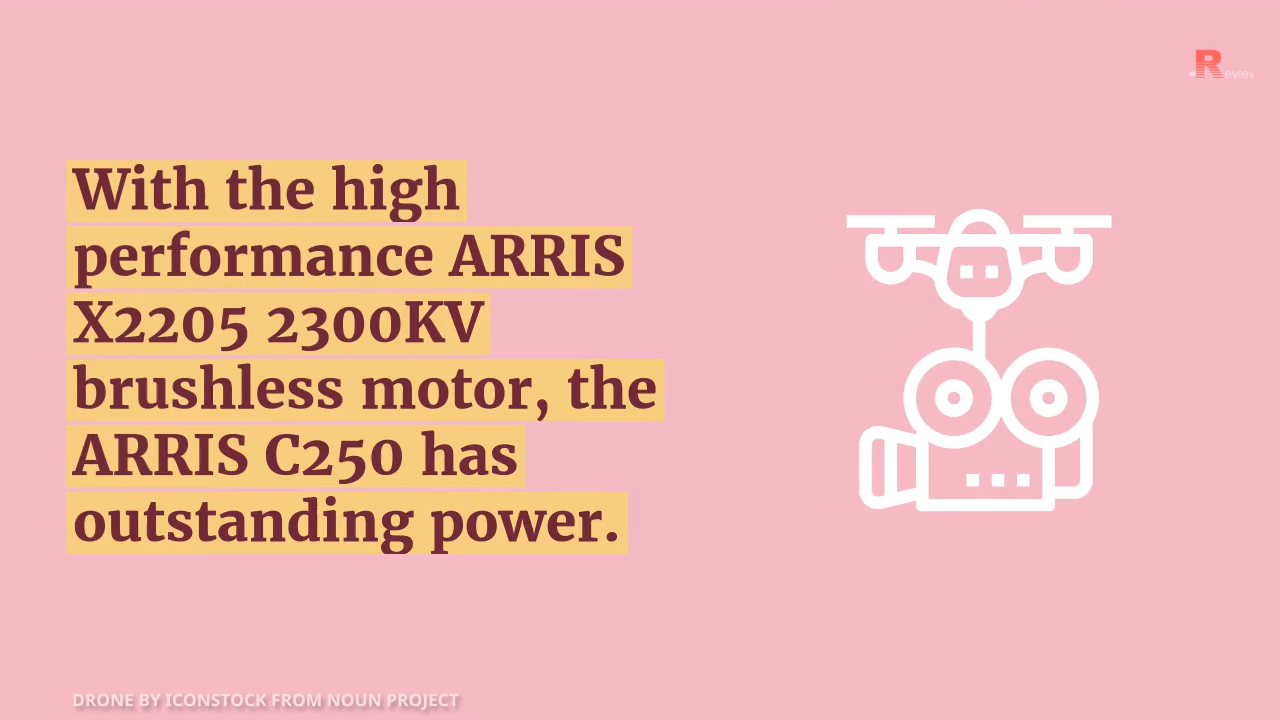 Review
With the high
performance ARRIS
X2205 2300KV
brushless motor, the
ARRIS C250 has
outstanding power.
DRONE BY ICONSTOCK FROM NOUN PROJECT